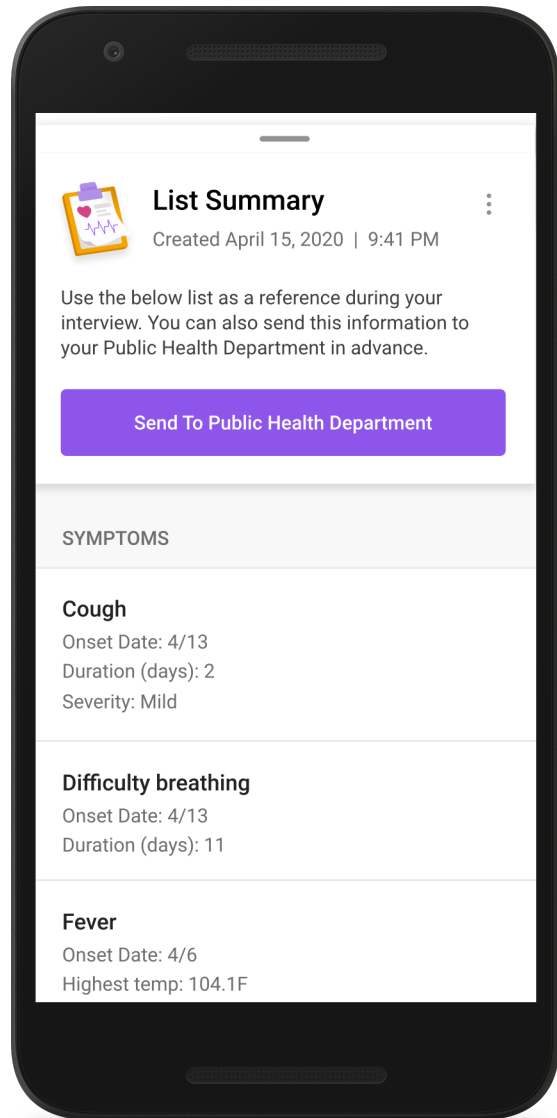 List Summary
Created April 15, 2020 | 9:41 PM
Use the below list as a reference during your
interview. You can also send this information to
your Public Health Department in advance.
Send To Public Health Department
SYMPTOMS
Cough
Onset Date: 4/13
Duration (days): 2
Severity: Mild
Difficulty breathing
Onset Date: 4/13
Duration (days): 11
Fever
Onset Date: 4/6
Highest temp: 104.1F